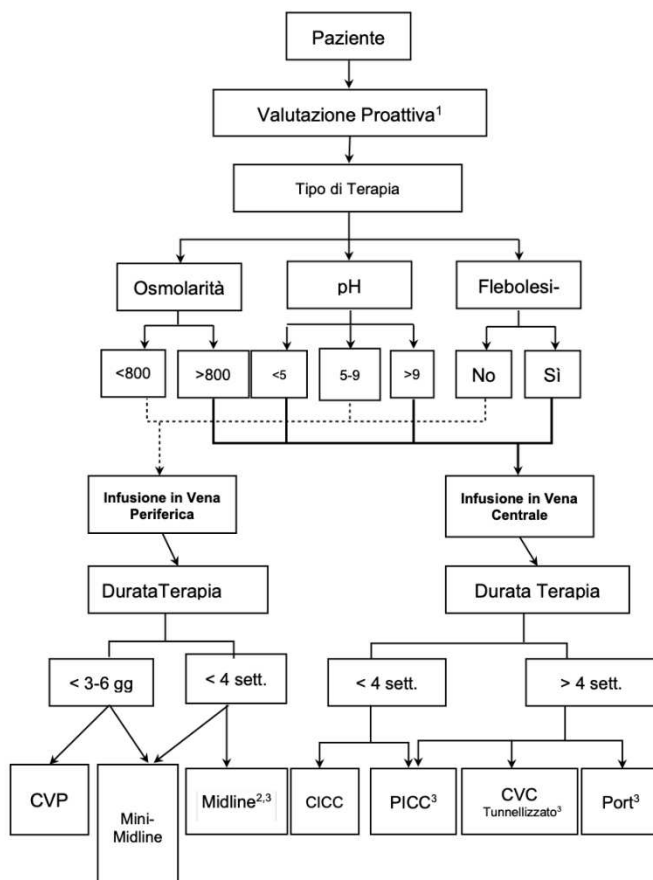 Paziente
Valutazione Proattiva¹
Tipo di Terapia
Osmolarità
pH
Flebolesi-
<800
>800
<5
5-9
>9
No
Sì
Infusione in Vena
Periferica
Infusione in Vena
Centrale
DurataTerapia
Durata Terapia
< 3-6 gg
< 4 sett.
< 4 sett.
> 4 sett.
CVP
Mini-
Midline
Midline²,³
CICC
PICC³
CVC
Tunnellizzato³
Port³